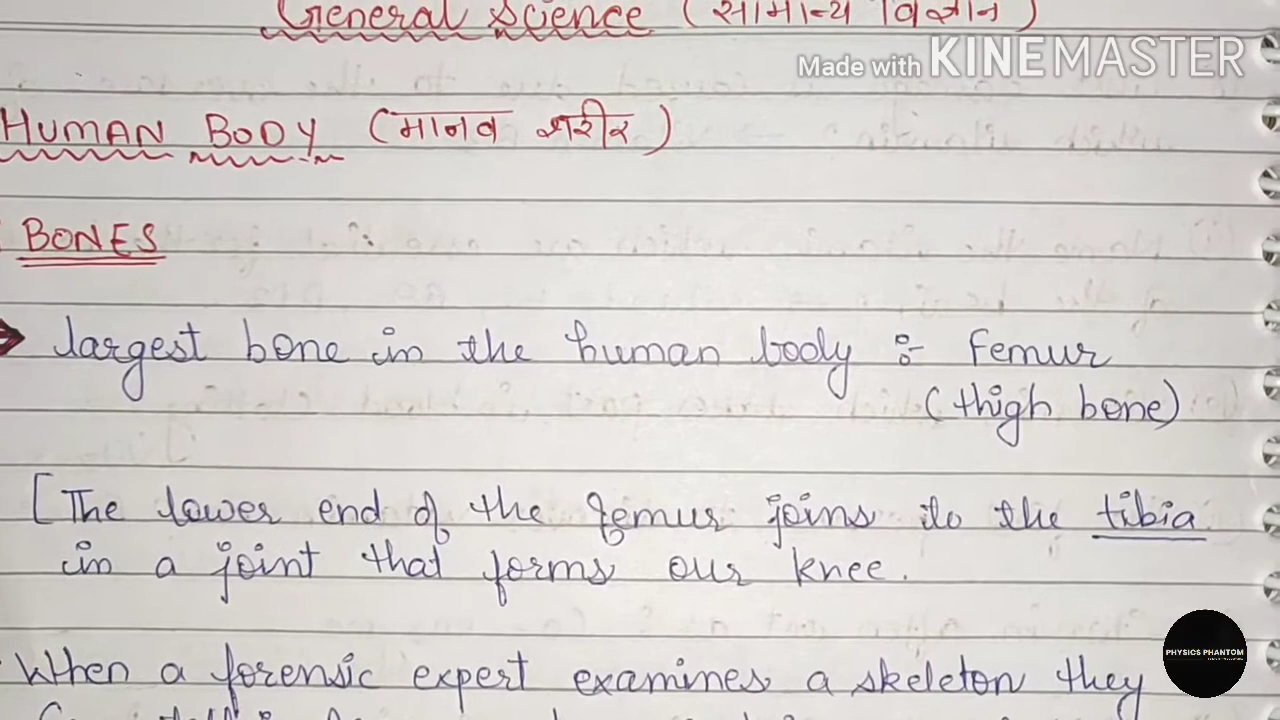 General Science (सामान्य विज्ञान)
Made with KINEMASTER
HUMAN BODY (मानव शरीर)
BONES
largest bone in the human body :- Femur
(thigh bone)
[The lower end of the femur joins to the tibia
in a joint that forms our knee.
When a forensic expert examines a skeleton they
PHYSICS PHANTOM